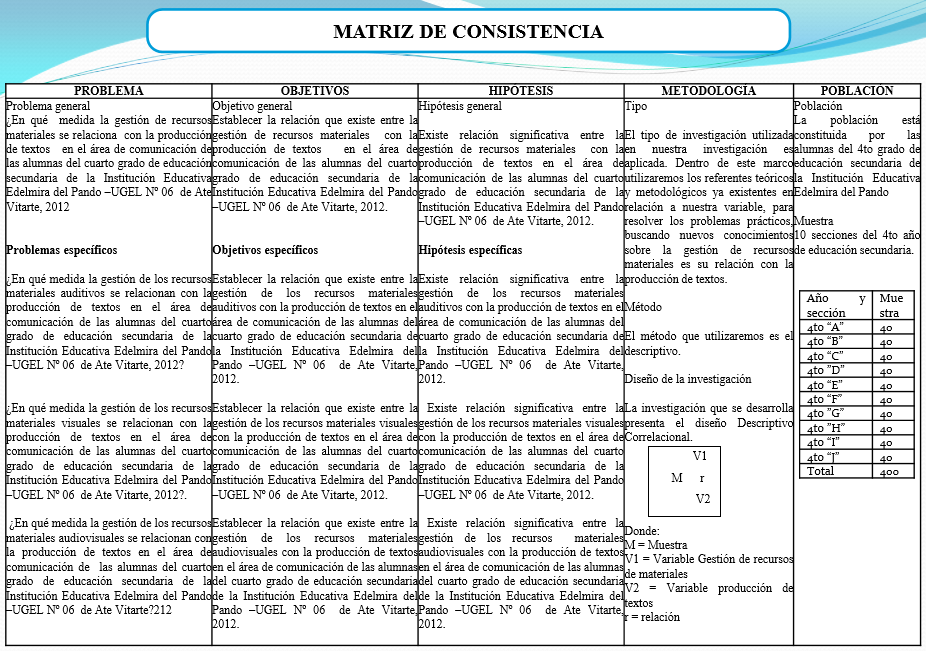 MATRIZ DE CONSISTENCIA
PROBLEMA
Problema general
¿En qué medida la gestión de recursos
materiales se relaciona con la producción
de textos en el área de comunicación de
las alumnas del cuarto grado de educación
secundaria de la Institución Educativa
Edelmira del Pando –UGEL Nº 06 de Ate
Vitarte, 2012
Problemas específicos
¿En qué medida la gestión de los recursos
materiales auditivos se relacionan con la
producción de textos en el área de
comunicación de las alumnas del cuarto
grado de educación secundaria de la
Institución Educativa Edelmira del Pando
–UGEL Nº 06 de Ate Vitarte, 2012?
¿En qué medida la gestión de los recursos
materiales visuales se relacionan con la
producción de textos en el área de
comunicación de las alumnas del cuarto
grado de educación secundaria de la
Institución Educativa Edelmira del Pando
–UGEL Nº 06 de Ate Vitarte, 2012?.
¿En qué medida la gestión de los recursos
materiales audiovisuales se relacionan con
la producción de textos en el área de
comunicación de las alumnas del cuarto
grado de educación secundaria de la
Institución Educativa Edelmira del Pando
–UGEL Nº 06 de Ate Vitarte?212
OBJETIVOS
Objetivo general
Establecer la relación que existe entre la
gestión de recursos materiales con la
producción de textos en el área de
comunicación de las alumnas del cuarto
grado de educación secundaria de la
Institución Educativa Edelmira del Pando
–UGEL Nº 06 de Ate Vitarte, 2012.
Objetivos específicos
Establecer la relación que existe entre la
gestión de los recursos materiales
auditivos con la producción de textos en el
área de comunicación de las alumnas del
cuarto grado de educación secundaria de
la Institución Educativa Edelmira del
Pando –UGEL Nº 06 de Ate Vitarte,
2012.
Establecer la relación que existe entre la
gestión de los recursos materiales visuales
con la producción de textos en el área de
comunicación de las alumnas del cuarto
grado de educación secundaria de la
Institución Educativa Edelmira del Pando
–UGEL Nº 06 de Ate Vitarte, 2012.
Establecer la relación que existe entre la
gestión de los recursos materiales
audiovisuales con la producción de textos
en el área de comunicación de las alumnas
del cuarto grado de educación secundaria
de la Institución Educativa Edelmira del
Pando –UGEL Nº 06 de Ate Vitarte,
2012.
HIPÓTESIS
Hipótesis general
Existe relación significativa entre la
gestión de recursos materiales con la
producción de textos en el área de
comunicación de las alumnas del cuarto
grado de educación secundaria de la
Institución Educativa Edelmira del Pando
–UGEL Nº 06 de Ate Vitarte, 2012.
Hipótesis específicas
Existe relación significativa entre la
gestión de los recursos materiales
auditivos con la producción de textos en el
área de comunicación de las alumnas del
cuarto grado de educación secundaria de
la Institución Educativa Edelmira del
Pando –UGEL Nº 06 de Ate Vitarte,
2012.
Existe relación significativa entre la
gestión de los recursos materiales visuales
con la producción de textos en el área de
comunicación de las alumnas del cuarto
grado de educación secundaria de la
Institución Educativa Edelmira del Pando
–UGEL Nº 06 de Ate Vitarte, 2012.
Existe relación significativa entre la
gestión de los recursos materiales
audiovisuales con la producción de textos
en el área de comunicación de las alumnas
del cuarto grado de educación secundaria
de la Institución Educativa Edelmira del
Pando –UGEL Nº 06 de Ate Vitarte,
2012.
METODOLOGIA
Tipo
El tipo de investigación utilizada
en nuestra investigación es
aplicada. Dentro de este marco
utilizaremos los referentes teóricos
y metodológicos ya existentes en
relación a nuestra variable, para
resolver los problemas prácticos,
buscando nuevos conocimientos
sobre la gestión de recursos
materiales es su relación con la
producción de textos.
Método
El método que utilizaremos es el
descriptivo.
Diseño de la investigación
La investigación que se desarrolla
presenta el diseño Descriptivo
Correlacional.
V1
M r
V2
Donde:
M = Muestra
V1 = Variable Gestión de recursos
de materiales
V2 = Variable producción de
textos
r = relación
POBLACIÓN
Población
La población está
constituida por las
alumnas del 4to grado de
educación secundaria de
la Institución Educativa
Edelmira del Pando
Muestra
10 secciones del 4to año
de educación secundaria.
Año y sección Mue stra
4to “A” 40
4to “B” 40
4to “C” 40
4to ”D” 40
4to “E” 40
4to “F” 40
4to ”G” 40
4to ”H” 40
4to “I” 40
4to “J” 40
Total 400